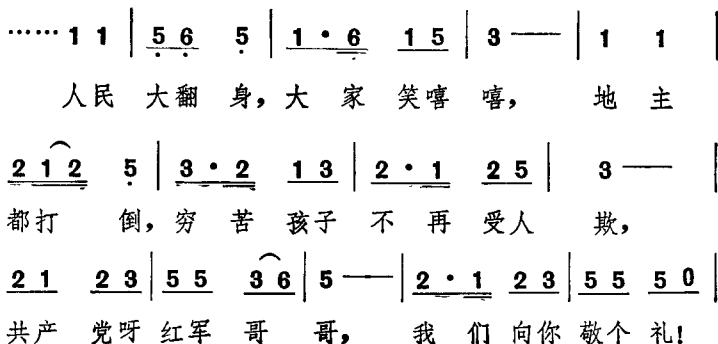 …… 1 1 | 5 6 5 | 1 · 6 1 5 | 3 — | 1 1 |
人民 大翻 身，大 家 笑嘻 嘻， 地 主
2 1 2 5 | 3 · 2 1 3 | 2 · 1 2 5 | 3 — |
都打 倒，穷 苦 孩子 不 再 受人 欺，
2 1 2 3 | 5 5 3 6 | 5 — | 2 · 1 2 3 | 5 5 5 0 |
共产 党呀 红军 哥 哥， 我 们 向你 敬个 礼！